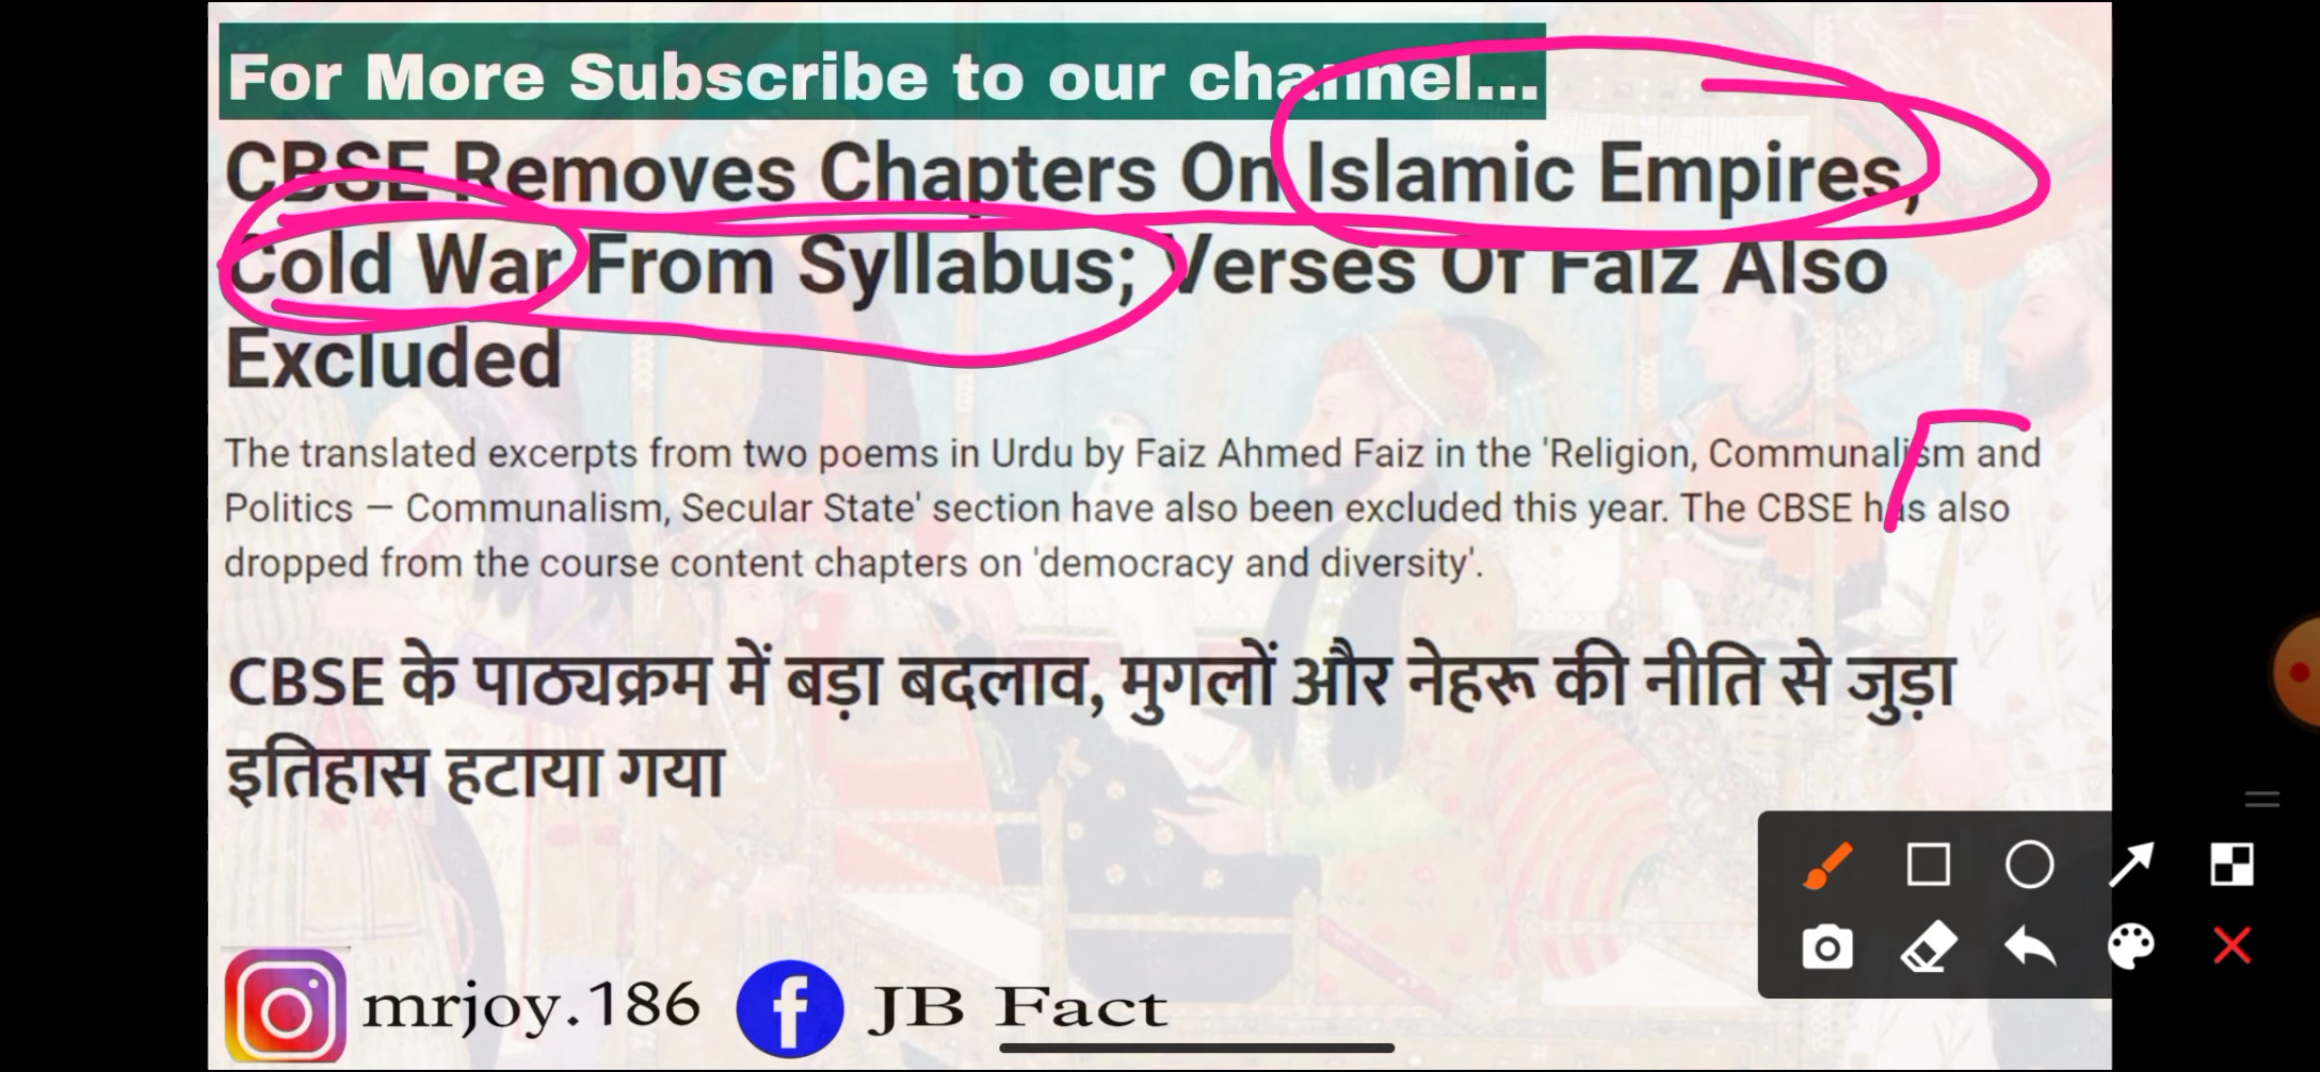 For More Subscribe to our channel...
CBSE Removes Chapters On Islamic Empires,
Cold War From Syllabus; Verses Of Faiz Also
Excluded
The translated excerpts from two poems in Urdu by Faiz Ahmed Faiz in the 'Religion, Communalism and
Politics — Communalism, Secular State' section have also been excluded this year. The CBSE has also
dropped from the course content chapters on 'democracy and diversity'.
CBSE के पाठ्यक्रम में बड़ा बदलाव, मुगलों और नेहरू की नीति से जुड़ा
इतिहास हटाया गया
mrjoy.186 JB Fact